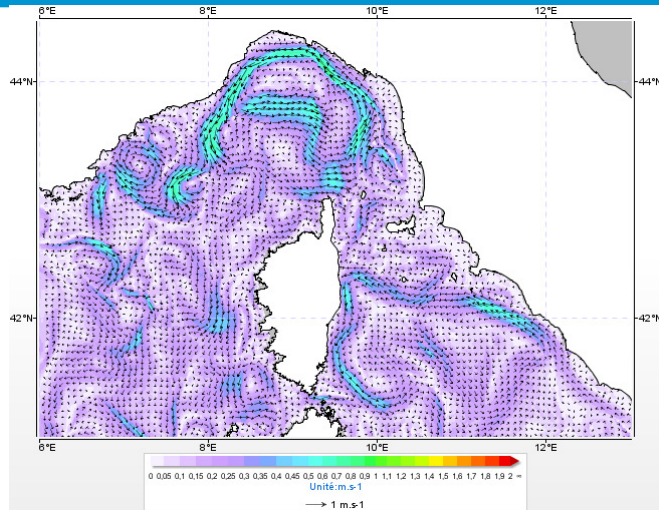 6°E 8°E 10°E 12°E
44°N
42°N
6°E 8°E 10°E 12°E
0 0,05 0,1 0,15 0,2 0,25 0,3 0,35 0,4 0,45 0,5 0,6 0,7 0,8 0,9 1 1,1 1,2 1,3 1,4 1,5 1,6 1,7 1,8 1,9 2 ∞
Unité:m.s-1
1 m.s-1